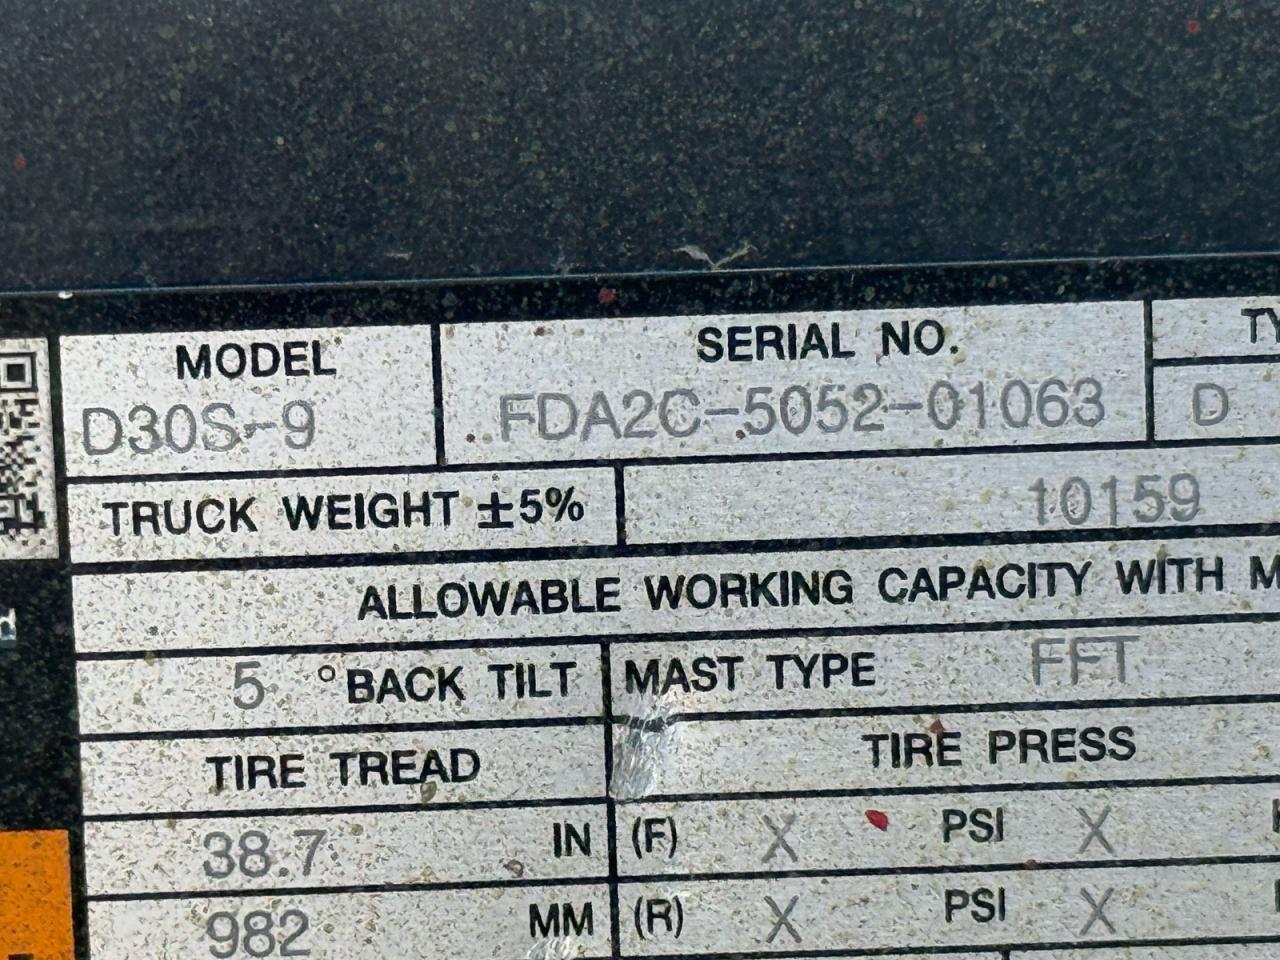 MODEL SERIAL NO.
D30S-9 FDA2C-5052-01063 D
TRUCK WEIGHT ±5% 10159
ALLOWABLE WORKING CAPACITY WITH
5 °BACK TILT MAST TYPE FFT
TIRE TREAD TIRE PRESS
38.7 IN (F) X PSI X
982 MM (R) X PSI X